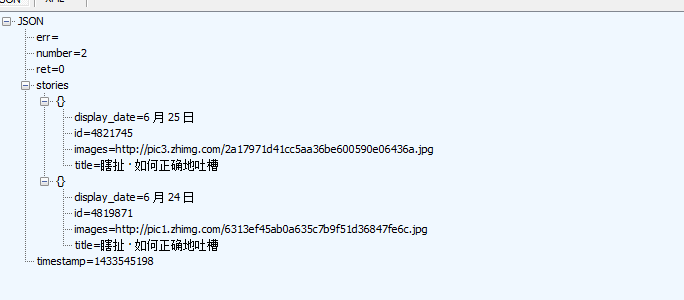 JSON
err=
number=2
ret=0
stories
{}
display_date=6 月 25 日
id=4821745
images=http://pic3.zhimg.com/2a17971d41cc5aa36be600590e06436a.jpg
title=瞎扯 · 如何正确地吐槽
{}
display_date=6 月 24 日
id=4819871
images=http://pic1.zhimg.com/6313ef45ab0a635c7b9f51d36847fe6c.jpg
title=瞎扯 · 如何正确地吐槽
timestamp=1433545198